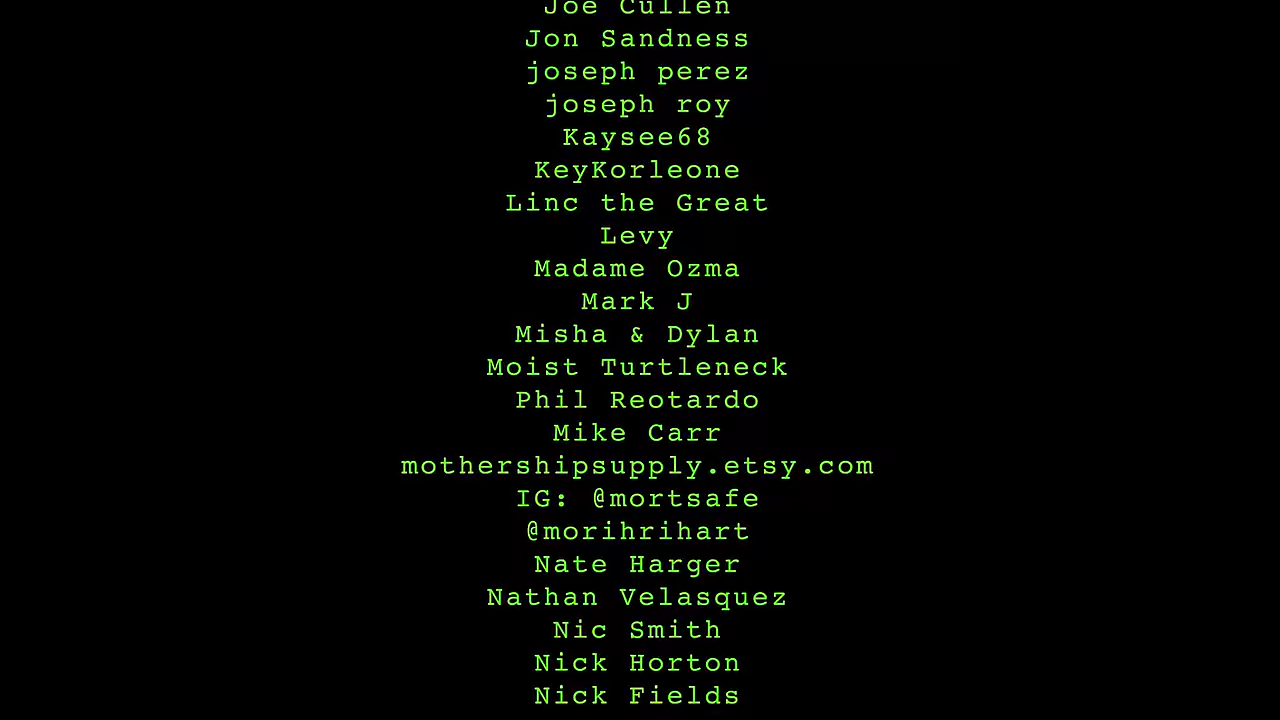 Joe Cullen
Jon Sandness
joseph perez
joseph roy
Kaysee68
KeyKorleone
Linc the Great
Levy
Madame Ozma
Mark J
Misha & Dylan
Moist Turtleneck
Phil Reotardo
Mike Carr
mothershipsupply.etsy.com
IG: @mortsafe
@morihrihart
Nate Harger
Nathan Velasquez
Nic Smith
Nick Horton
Nick Fields